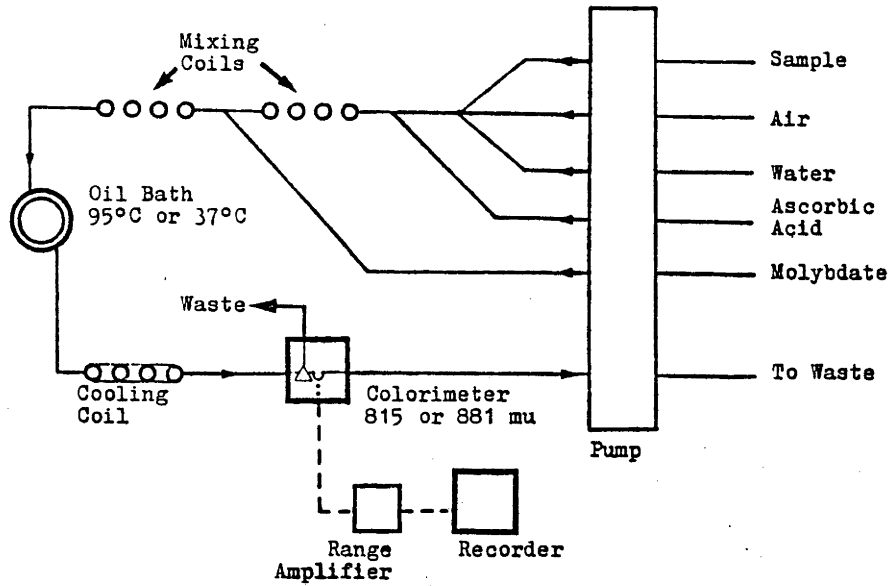 Mixing
Coils
Sample
Air
Water
Ascorbic
Acid
Molybdate
Oil Bath
95°C or 37°C
Waste
To Waste
Cooling
Coil
Colorimeter
815 or 881 mu
Pump
Range
Amplifier
Recorder